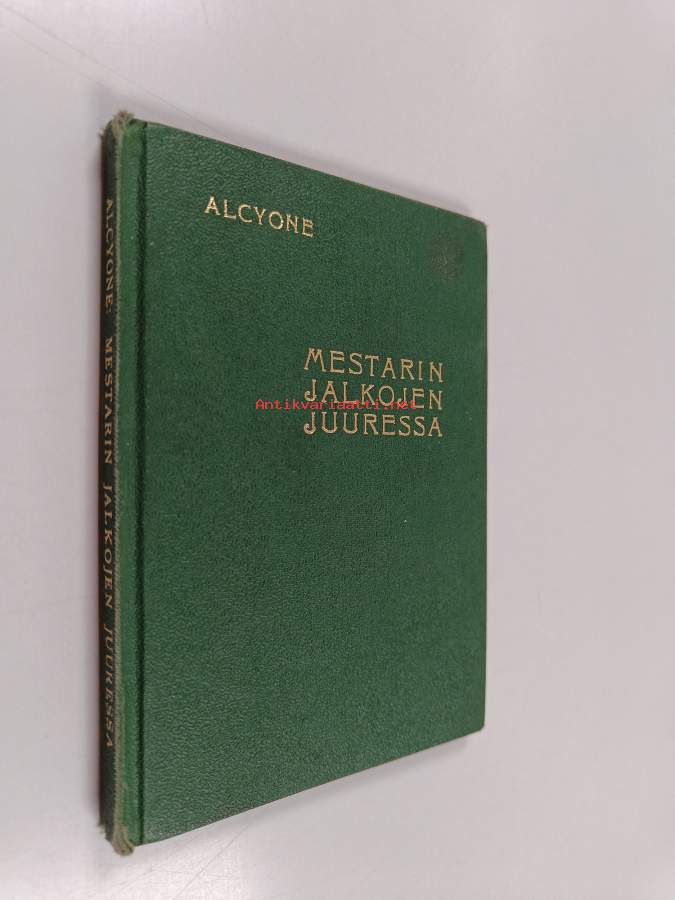 ALCYONE
MESTARIN
JALKOJEN
Antikvariaatti.net
JUURESSA
ALCYONE: MESTARIN JALKOJEN JUURESSA